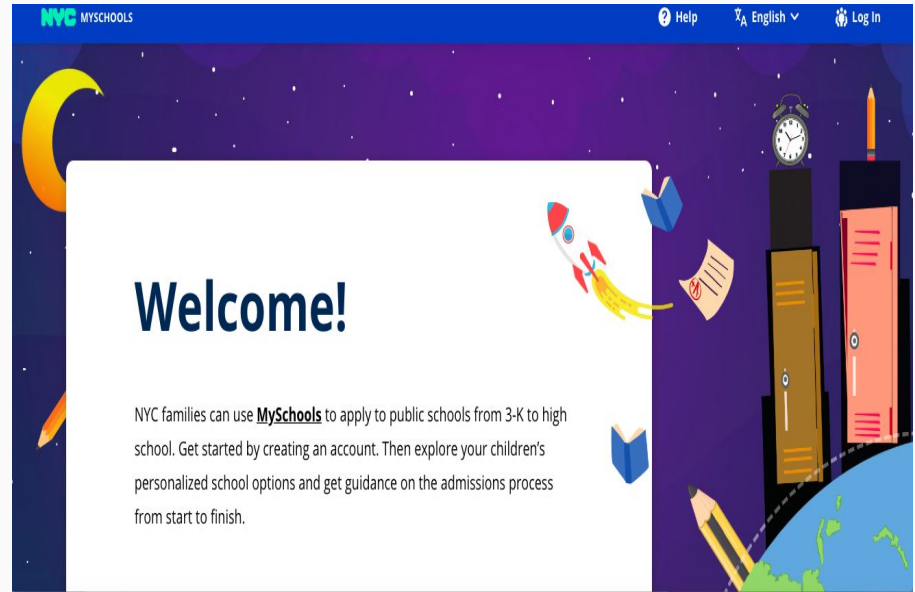 NYC MYSCHOOLS
Help
English
Log In
Welcome!
NYC families can use MySchools to apply to public schools from 3-K to high
school. Get started by creating an account. Then explore your children’s
personalized school options and get guidance on the admissions process
from start to finish.